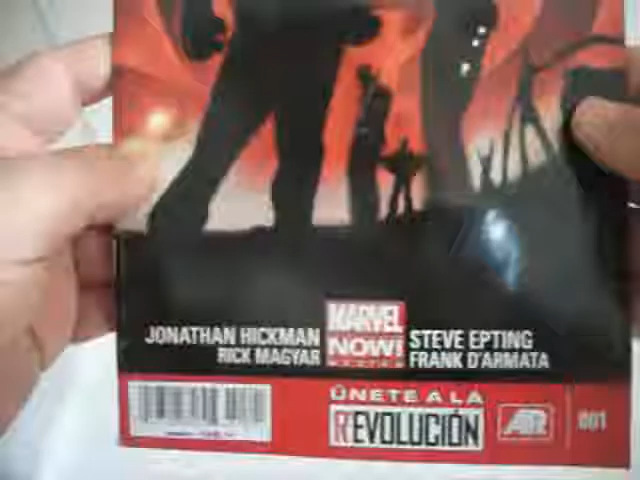 MARVEL
NOW!
JONATHAN HICKMAN
RICK MAGYAR
STEVE EPTING
FRANK D'ARMATA
ÚNETE A LA
REVOLUCIÓN
AR
001